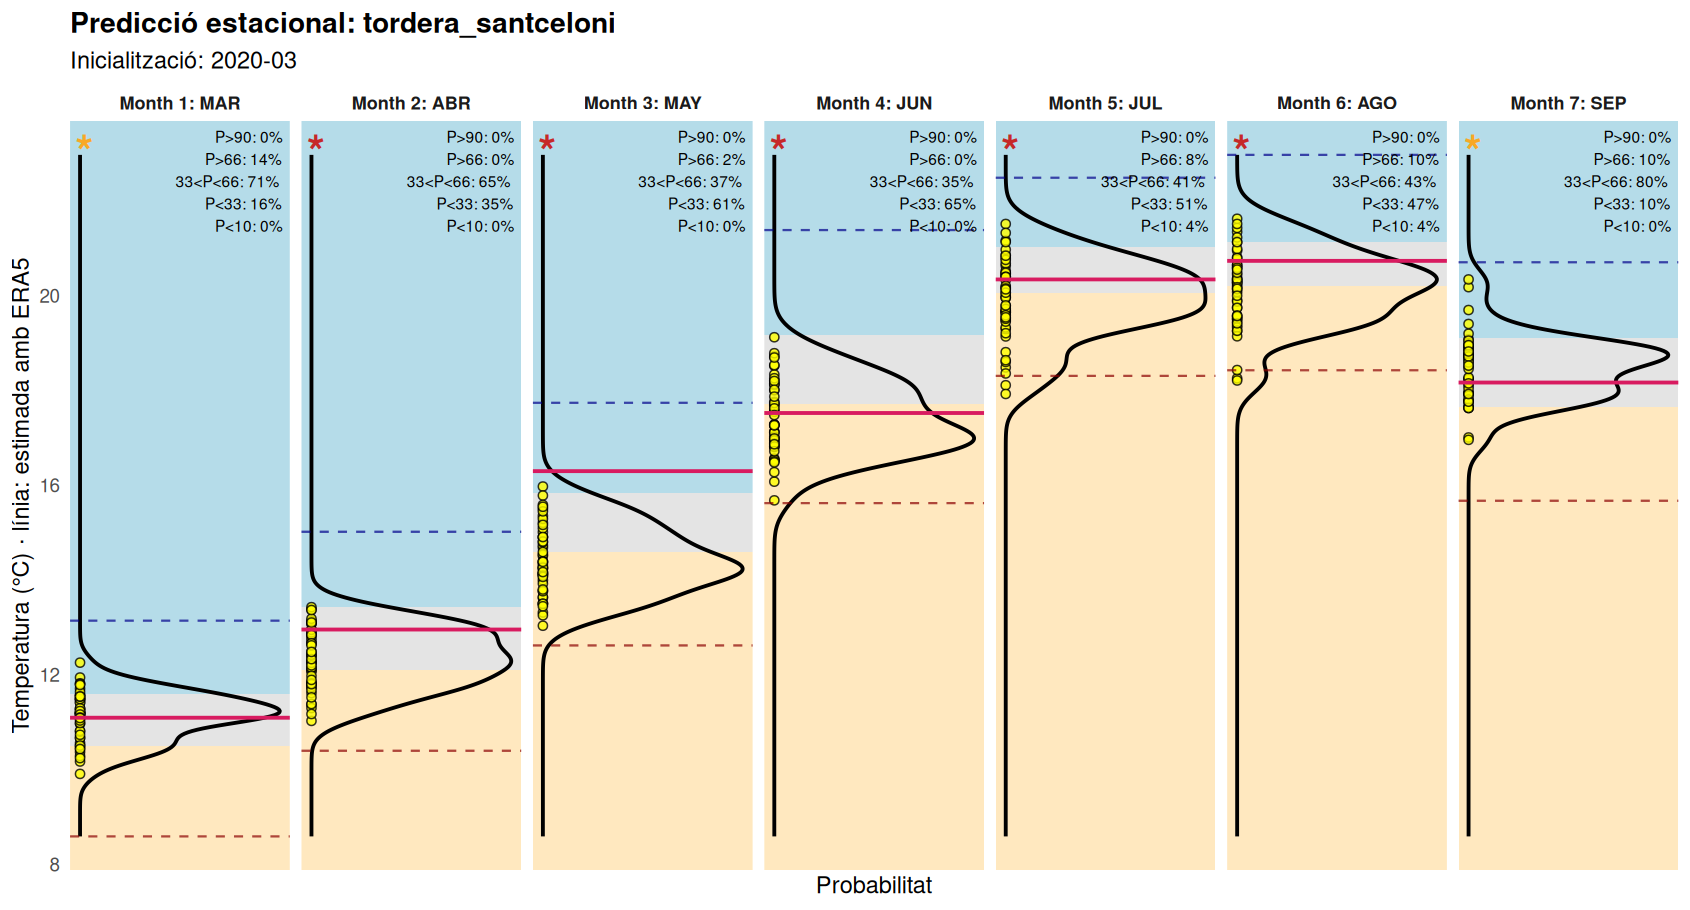 Predicció estacional: tordera_santceloni
Inicialització: 2020-03
Month 1: MAR
Month 2: ABR
Month 3: MAY
Month 4: JUN
Month 5: JUL
Month 6: AGO
Month 7: SEP
*
P>90: 0%
P>66: 14%
33<P<66: 71%
P<33: 16%
P<10: 0%
*
P>90: 0%
P>66: 0%
33<P<66: 65%
P<33: 35%
P<10: 0%
*
P>90: 0%
P>66: 2%
33<P<66: 37%
P<33: 61%
P<10: 0%
*
P>90: 0%
P>66: 0%
33<P<66: 35%
P<33: 65%
P<10: 0%
*
P>90: 0%
P>66: 8%
33<P<66: 41%
P<33: 51%
P<10: 4%
*
P>90: 0%
P>66: 10%
33<P<66: 43%
P<33: 47%
P<10: 4%
*
P>90: 0%
P>66: 10%
33<P<66: 80%
P<33: 10%
P<10: 0%
Temperatura (°C) · línia: estimada amb ERA5
20
16
12
8
Probabilitat